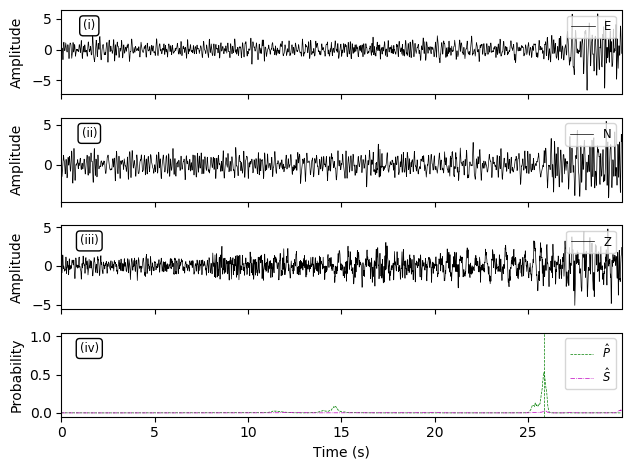 (i)
E
Amplitude
5
0
−5
(ii)
N
Amplitude
5
0
(iii)
Z
Amplitude
5
0
−5
(iv)
P̂
Ŝ
Probability
1.0
0.5
0.0
0 5 10 15 20 25
Time (s)